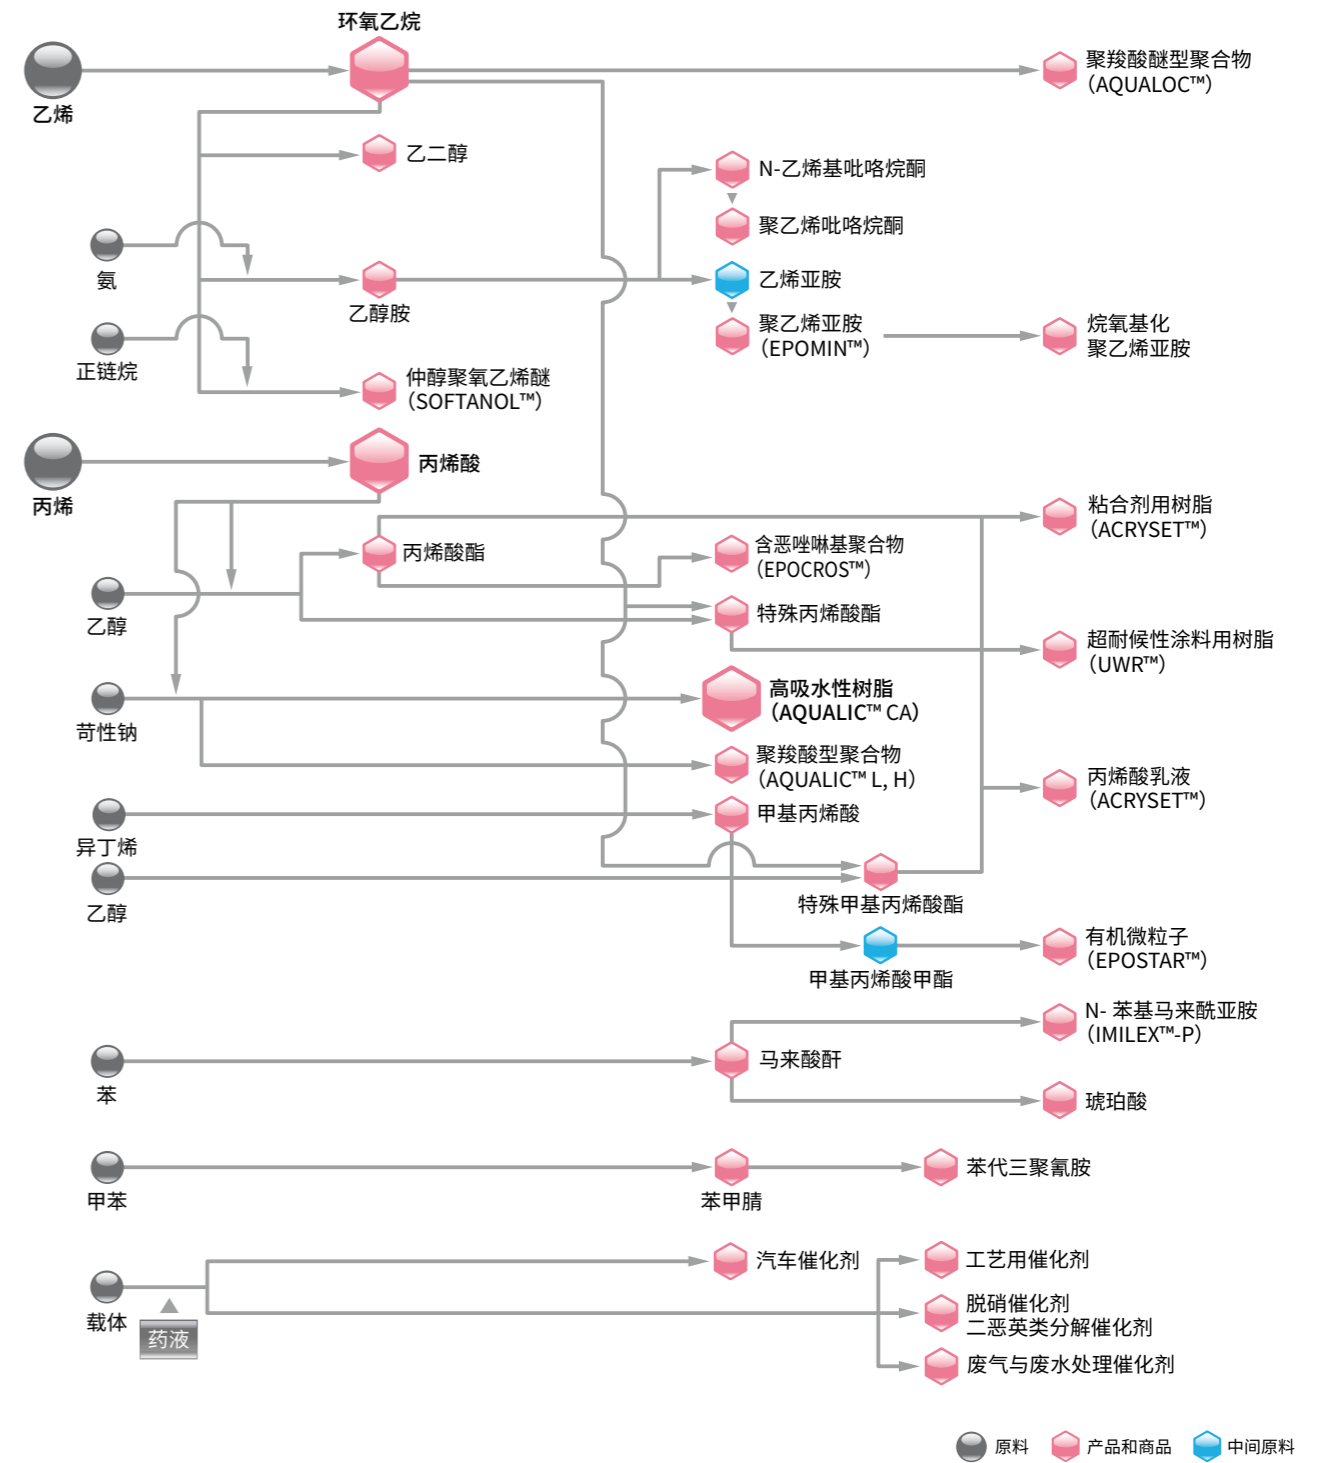 环氧乙烷
乙烯
聚羧酸醚型聚合物
（AQUALOC™）
乙二醇
N-乙烯基吡咯烷酮
聚乙烯吡咯烷酮
氨
乙醇胺
乙烯亚胺
正链烷
聚乙烯亚胺
（EPOMIN™）
烷氧基化
聚乙烯亚胺
仲醇聚氧乙烯醚
（SOFTANOL™）
丙烯
丙烯酸
粘合剂用树脂
（ACRYSET™）
丙烯酸酯
含恶唑啉基聚合物
（EPOCROS™）
乙醇
特殊丙烯酸酯
超耐候性涂料用树脂
（UWR™）
苛性钠
高吸水性树脂
（AQUALIC™ CA）
聚羧酸型聚合物
（AQUALIC™ L, H）
丙烯酸乳液
（ACRYSET™）
异丁烯
甲基丙烯酸
乙醇
特殊甲基丙烯酸酯
甲基丙烯酸甲酯
有机微粒子
（EPOSTAR™）
苯
马来酸酐
N- 苯基马来酰亚胺
（IMILEX™-P）
琥珀酸
甲苯
苯甲腈
苯代三聚氰胺
载体
药液
汽车催化剂
工艺用催化剂
脱硝催化剂
二恶英类分解催化剂
废气与废水处理催化剂
原料
产品和商品
中间原料